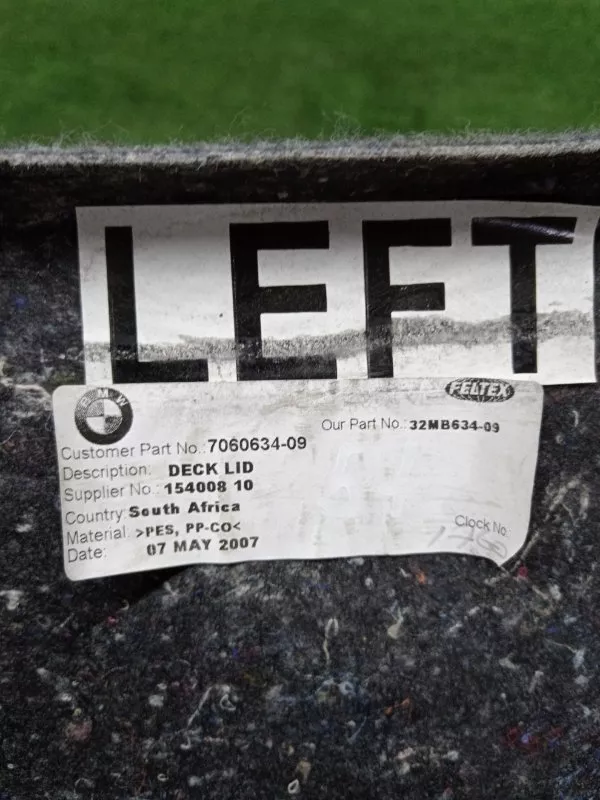 LEFT
BMW
FELTEX
Our Part No.:32MB634-09
Customer Part No.:7060634-09
Description: DECK LID
Supplier No.:154008 10
Country:South Africa
Material: >PES, PP-CO<
Date: 07 MAY 2007
Clock No.